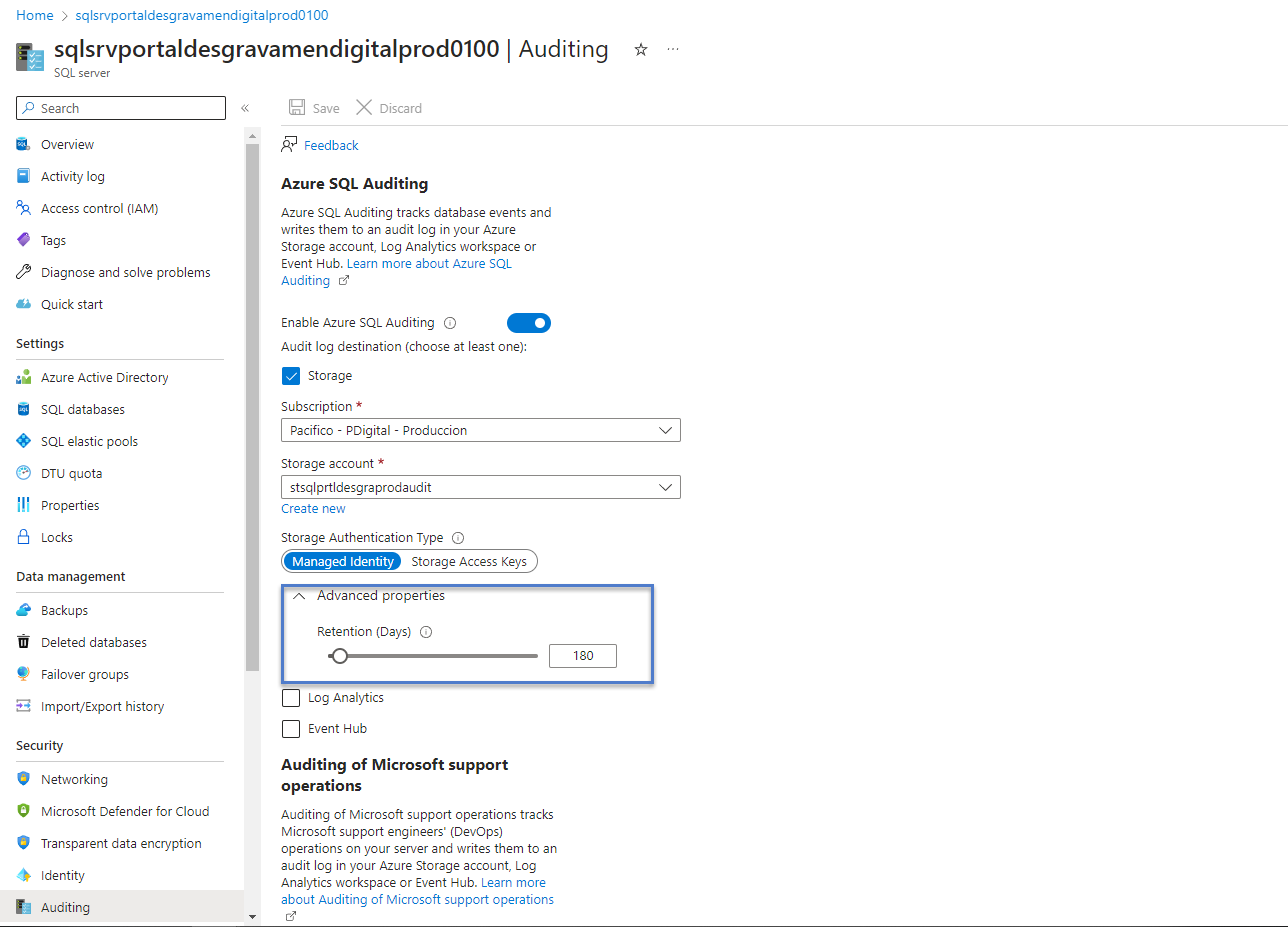 Home > sqlsrvportaldesgravamendigitalprod0100
sqlsrvportaldesgravamendigitalprod0100 | Auditing ☆ ...
SQL server
Search «
Overview
Activity log
Access control (IAM)
Tags
Diagnose and solve problems
Quick start
Settings
Azure Active Directory
SQL databases
SQL elastic pools
DTU quota
Properties
Locks
Data management
Backups
Deleted databases
Failover groups
Import/Export history
Security
Networking
Microsoft Defender for Cloud
Transparent data encryption
Identity
Auditing
Save Discard
Feedback
Azure SQL Auditing
Azure SQL Auditing tracks database events and
writes them to an audit log in your Azure
Storage account, Log Analytics workspace or
Event Hub. Learn more about Azure SQL
Auditing
Enable Azure SQL Auditing
Audit log destination (choose at least one):
Storage
Subscription *
Pacifico - PDigital - Produccion
Storage account *
stsqlprtldesgraprodaudit
Create new
Storage Authentication Type
Managed Identity Storage Access Keys
Advanced properties
Retention (Days)
180
Log Analytics
Event Hub
Auditing of Microsoft support
operations
Auditing of Microsoft support operations tracks
Microsoft support engineers' (DevOps)
operations on your server and writes them to an
audit log in your Azure Storage account, Log
Analytics workspace or Event Hub. Learn more
about Auditing of Microsoft support operations